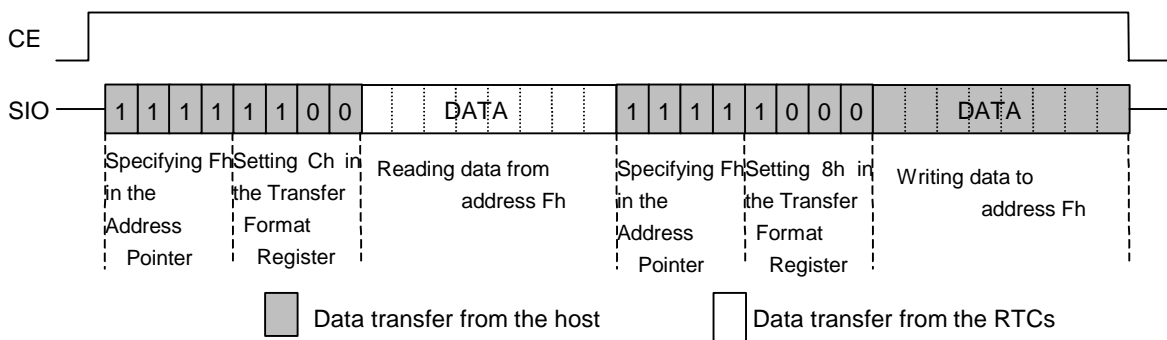 CE
SIO 1 1 1 1 1 1 0 0 DATA 1 1 1 1 1 0 0 0 DATA
Specifying Fh
in the
Address
Pointer
Setting Ch in
the Transfer
Format
Register
Reading data from
address Fh
Specifying Fh
in the
Address
Pointer
Setting 8h in
the Transfer
Format
Register
Writing data to
address Fh
Data transfer from the host
Data transfer from the RTCs